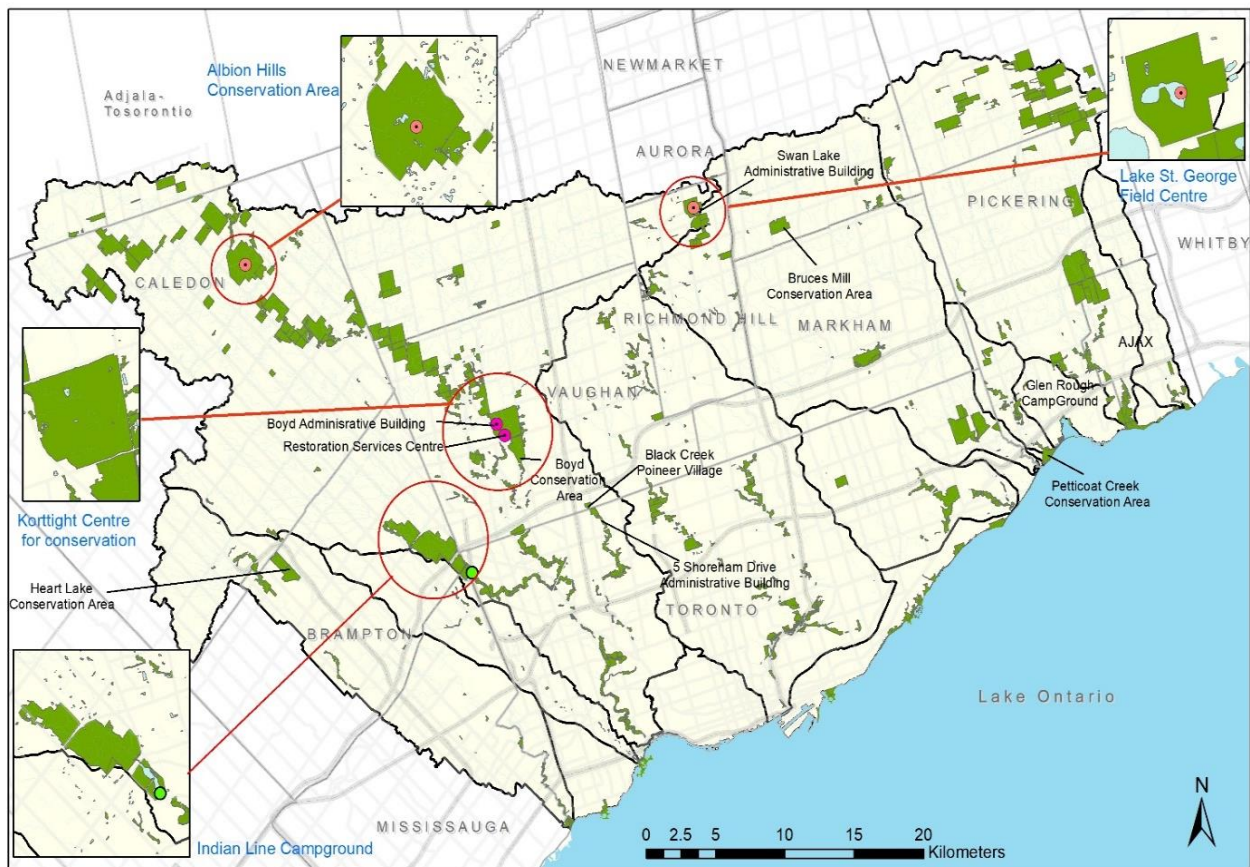 Albion Hills
Conservation Area
Adjala-
Tosorontio
NEWMARKET
AURORA
Swan Lake
Administrative Building
Lake St. George
Field Centre
PICKERING
WHITBY
CALEDON
Bruces Mill
Conservation Area
RICHMOND HILL
MARKHAM
AJAX
Glen Rough
CampGround
VAUGHAN
Boyd Adminisrative Building
Restoration Services Centre
Boyd
Conservation
Area
Black Creek
Poineer Village
Petticoat Creek
Conservation Area
Korttight Centre
for conservation
Heart Lake
Conservation Area
5 Shoreham Drive
Administrative Building
TORONTO
BRAMPTON
Lake Ontario
MISSISSAUGA
Indian Line Campground
N
0 2.5 5 10 15 20
Kilometers